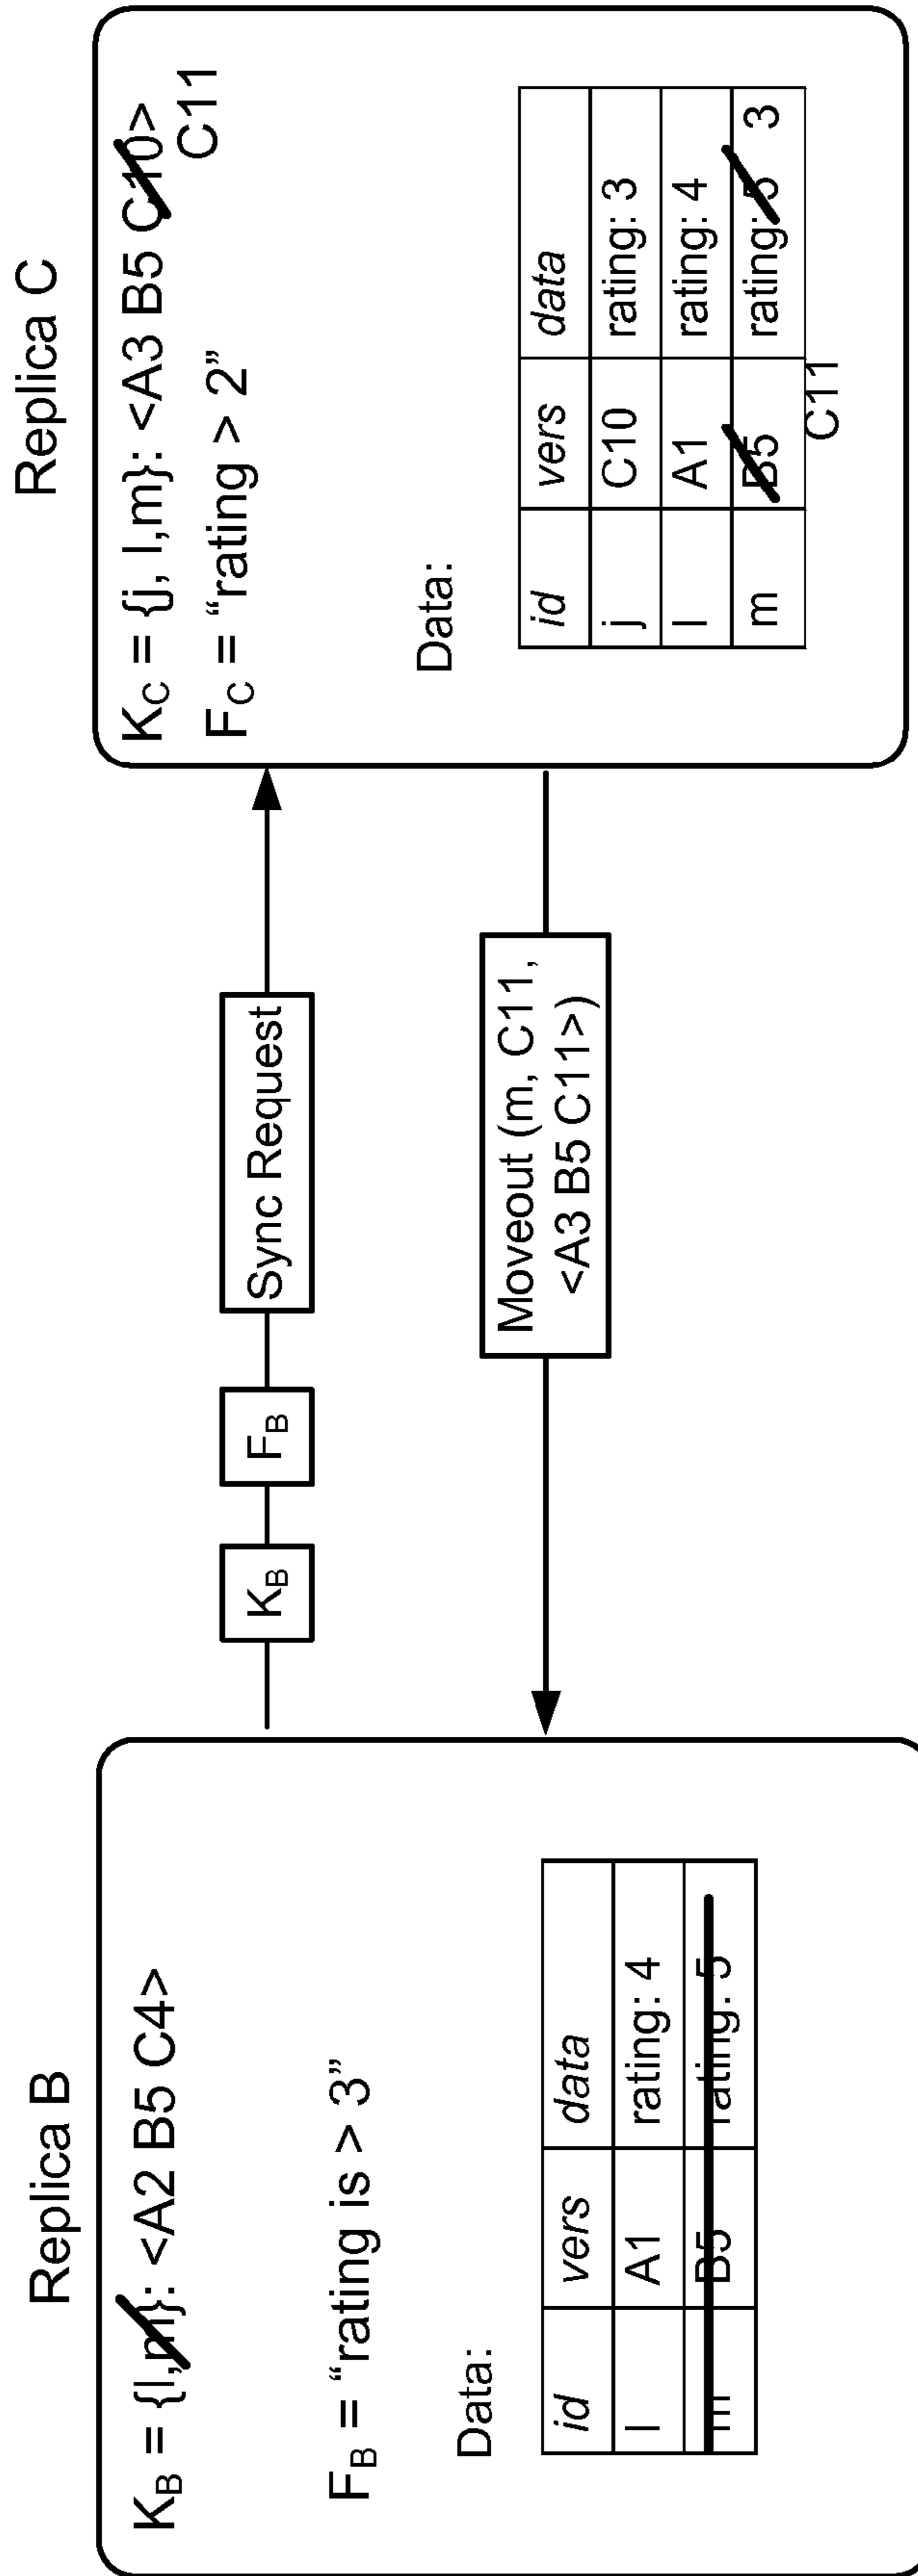 Replica B
K_B = {l,m}: <A2 B5 C4>
F_B = “rating is > 3”
Data:
id vers data
l A1 rating: 4
m B5 rating: 5
K_B
F_B
Sync Request
Moveout (m, C11,
<A3 B5 C11>)
Replica C
K_C = {j, l,m}: <A3 B5 C10>
C11
F_C = “rating > 2”
Data:
id vers data
j C10 rating: 3
l A1 rating: 4
m B5 rating: 5 3
C11